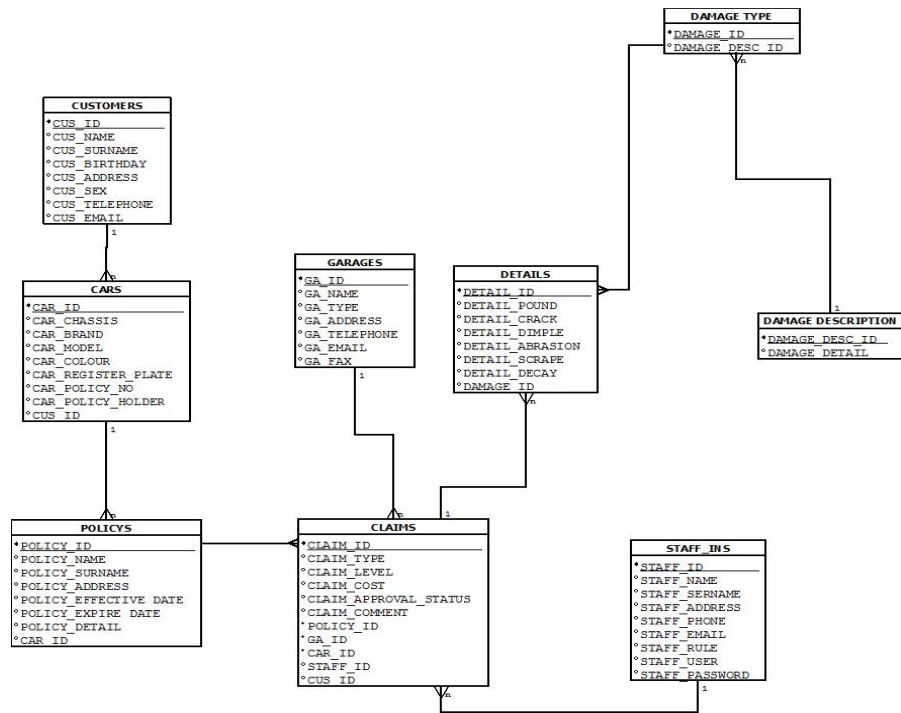 DAMAGE TYPE
DAMAGE_ID
DAMAGE_DESC_ID
n
CUSTOMERS
CUS_ID
CUS_NAME
CUS_SURNAME
CUS_BIRTHDAY
CUS_ADDRESS
CUS_SEX
CUS_TELEPHONE
CUS_EMAIL
1
n
CARS
CAR_ID
CAR_CHASSIS
CAR_BRAND
CAR_MODEL
CAR_COLOUR
CAR_REGISTER_PLATE
CAR_POLICY_NO
CAR_POLICY_HOLDER
CUS_ID
1
GARAGES
GA_ID
GA_NAME
GA_TYPE
GA_ADDRESS
GA_TELEPHONE
GA_EMAIL
GA_FAX
1
DETAILS
DETAIL_ID
DETAIL_POUND
DETAIL_CRACK
DETAIL_DIMPLE
DETAIL_ABRASION
DETAIL_SCRAPE
DETAIL_DECAY
DAMAGE_ID
n
1
DAMAGE DESCRIPTION
DAMAGE_DESC_ID
DAMAGE_DETAIL
n
POLICYS
POLICY_ID
POLICY_NAME
POLICY_SURNAME
POLICY_ADDRESS
POLICY_EFFECTIVE DATE
POLICY_EXPIRE DATE
POLICY_DETAIL
CAR_ID
n
1
CLAIMS
CLAIM_ID
CLAIM_TYPE
CLAIM_LEVEL
CLAIM_COST
CLAIM_APPROVAL_STATUS
CLAIM_COMMENT
POLICY_ID
GA_ID
CAR_ID
STAFF_ID
CUS_ID
n
STAFF_INS
STAFF_ID
STAFF_NAME
STAFF_SERNAME
STAFF_ADDRESS
STAFF_PHONE
STAFF_EMAIL
STAFF_RULE
STAFF_USER
STAFF_PASSWORD
1